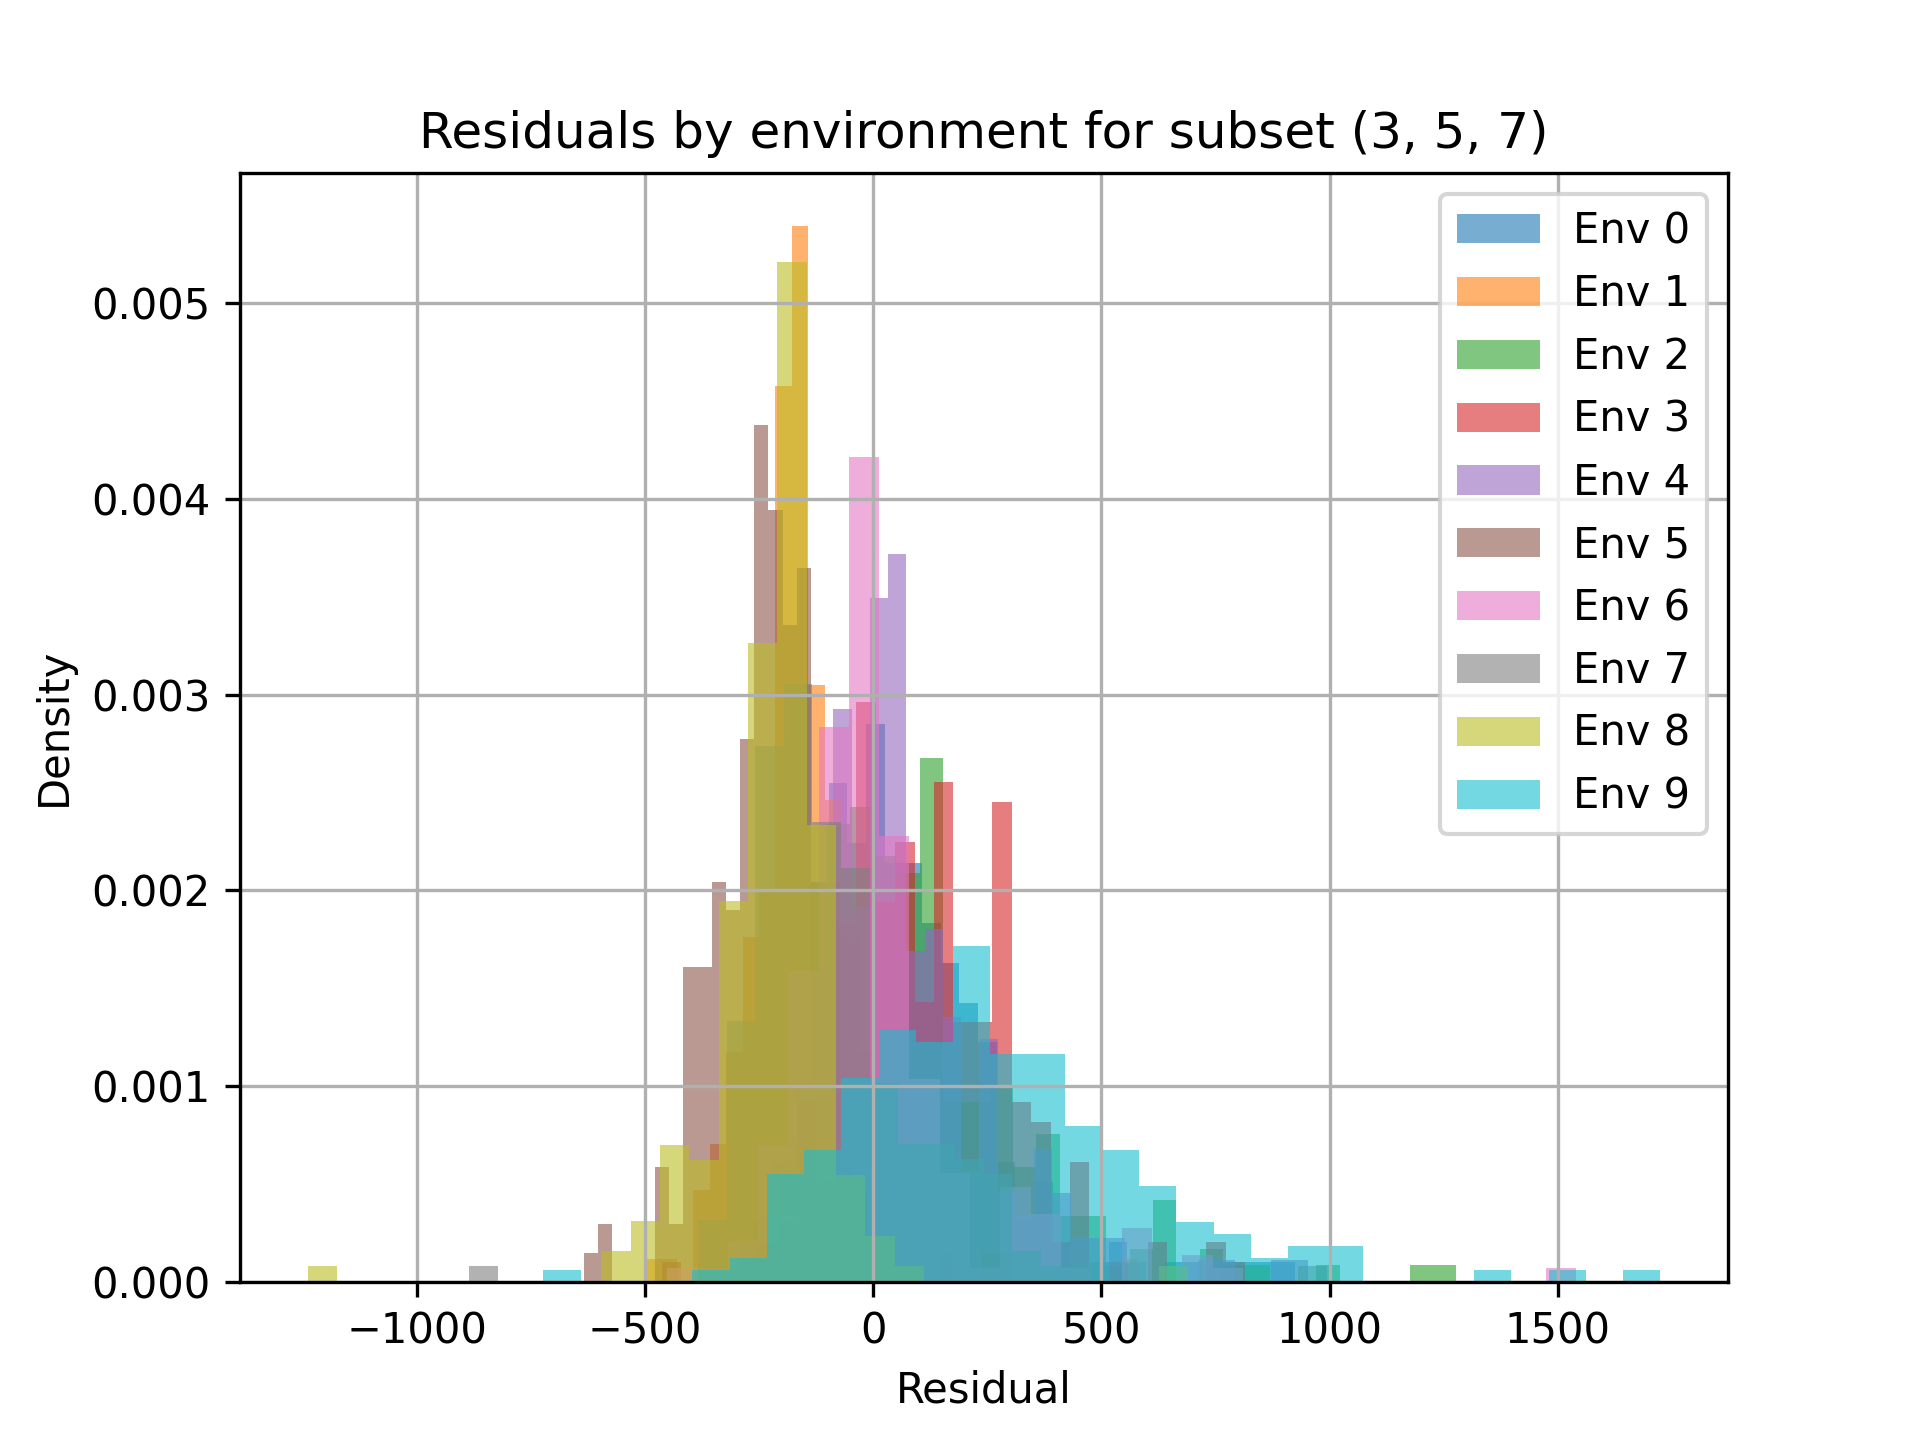 Residuals by environment for subset (3, 5, 7)
Env 0
Env 1
Env 2
Env 3
Env 4
Env 5
Env 6
Env 7
Env 8
Env 9
Density
0.005
0.004
0.003
0.002
0.001
0.000
−1000
−500
0
500
1000
1500
Residual